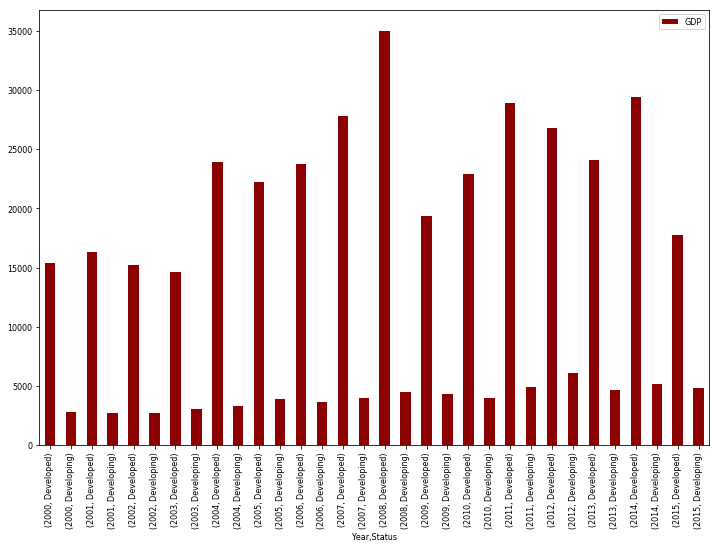 GDP
35000
30000
25000
20000
15000
10000
5000
0
(2000, Developed)
(2000, Developing)
(2001, Developed)
(2001, Developing)
(2002, Developed)
(2002, Developing)
(2003, Developed)
(2003, Developing)
(2004, Developed)
(2004, Developing)
(2005, Developed)
(2005, Developing)
(2006, Developed)
(2006, Developing)
(2007, Developed)
(2007, Developing)
(2008, Developed)
(2008, Developing)
(2009, Developed)
(2009, Developing)
(2010, Developed)
(2010, Developing)
(2011, Developed)
(2011, Developing)
(2012, Developed)
(2012, Developing)
(2013, Developed)
(2013, Developing)
(2014, Developed)
(2014, Developing)
(2015, Developed)
(2015, Developing)
Year,Status